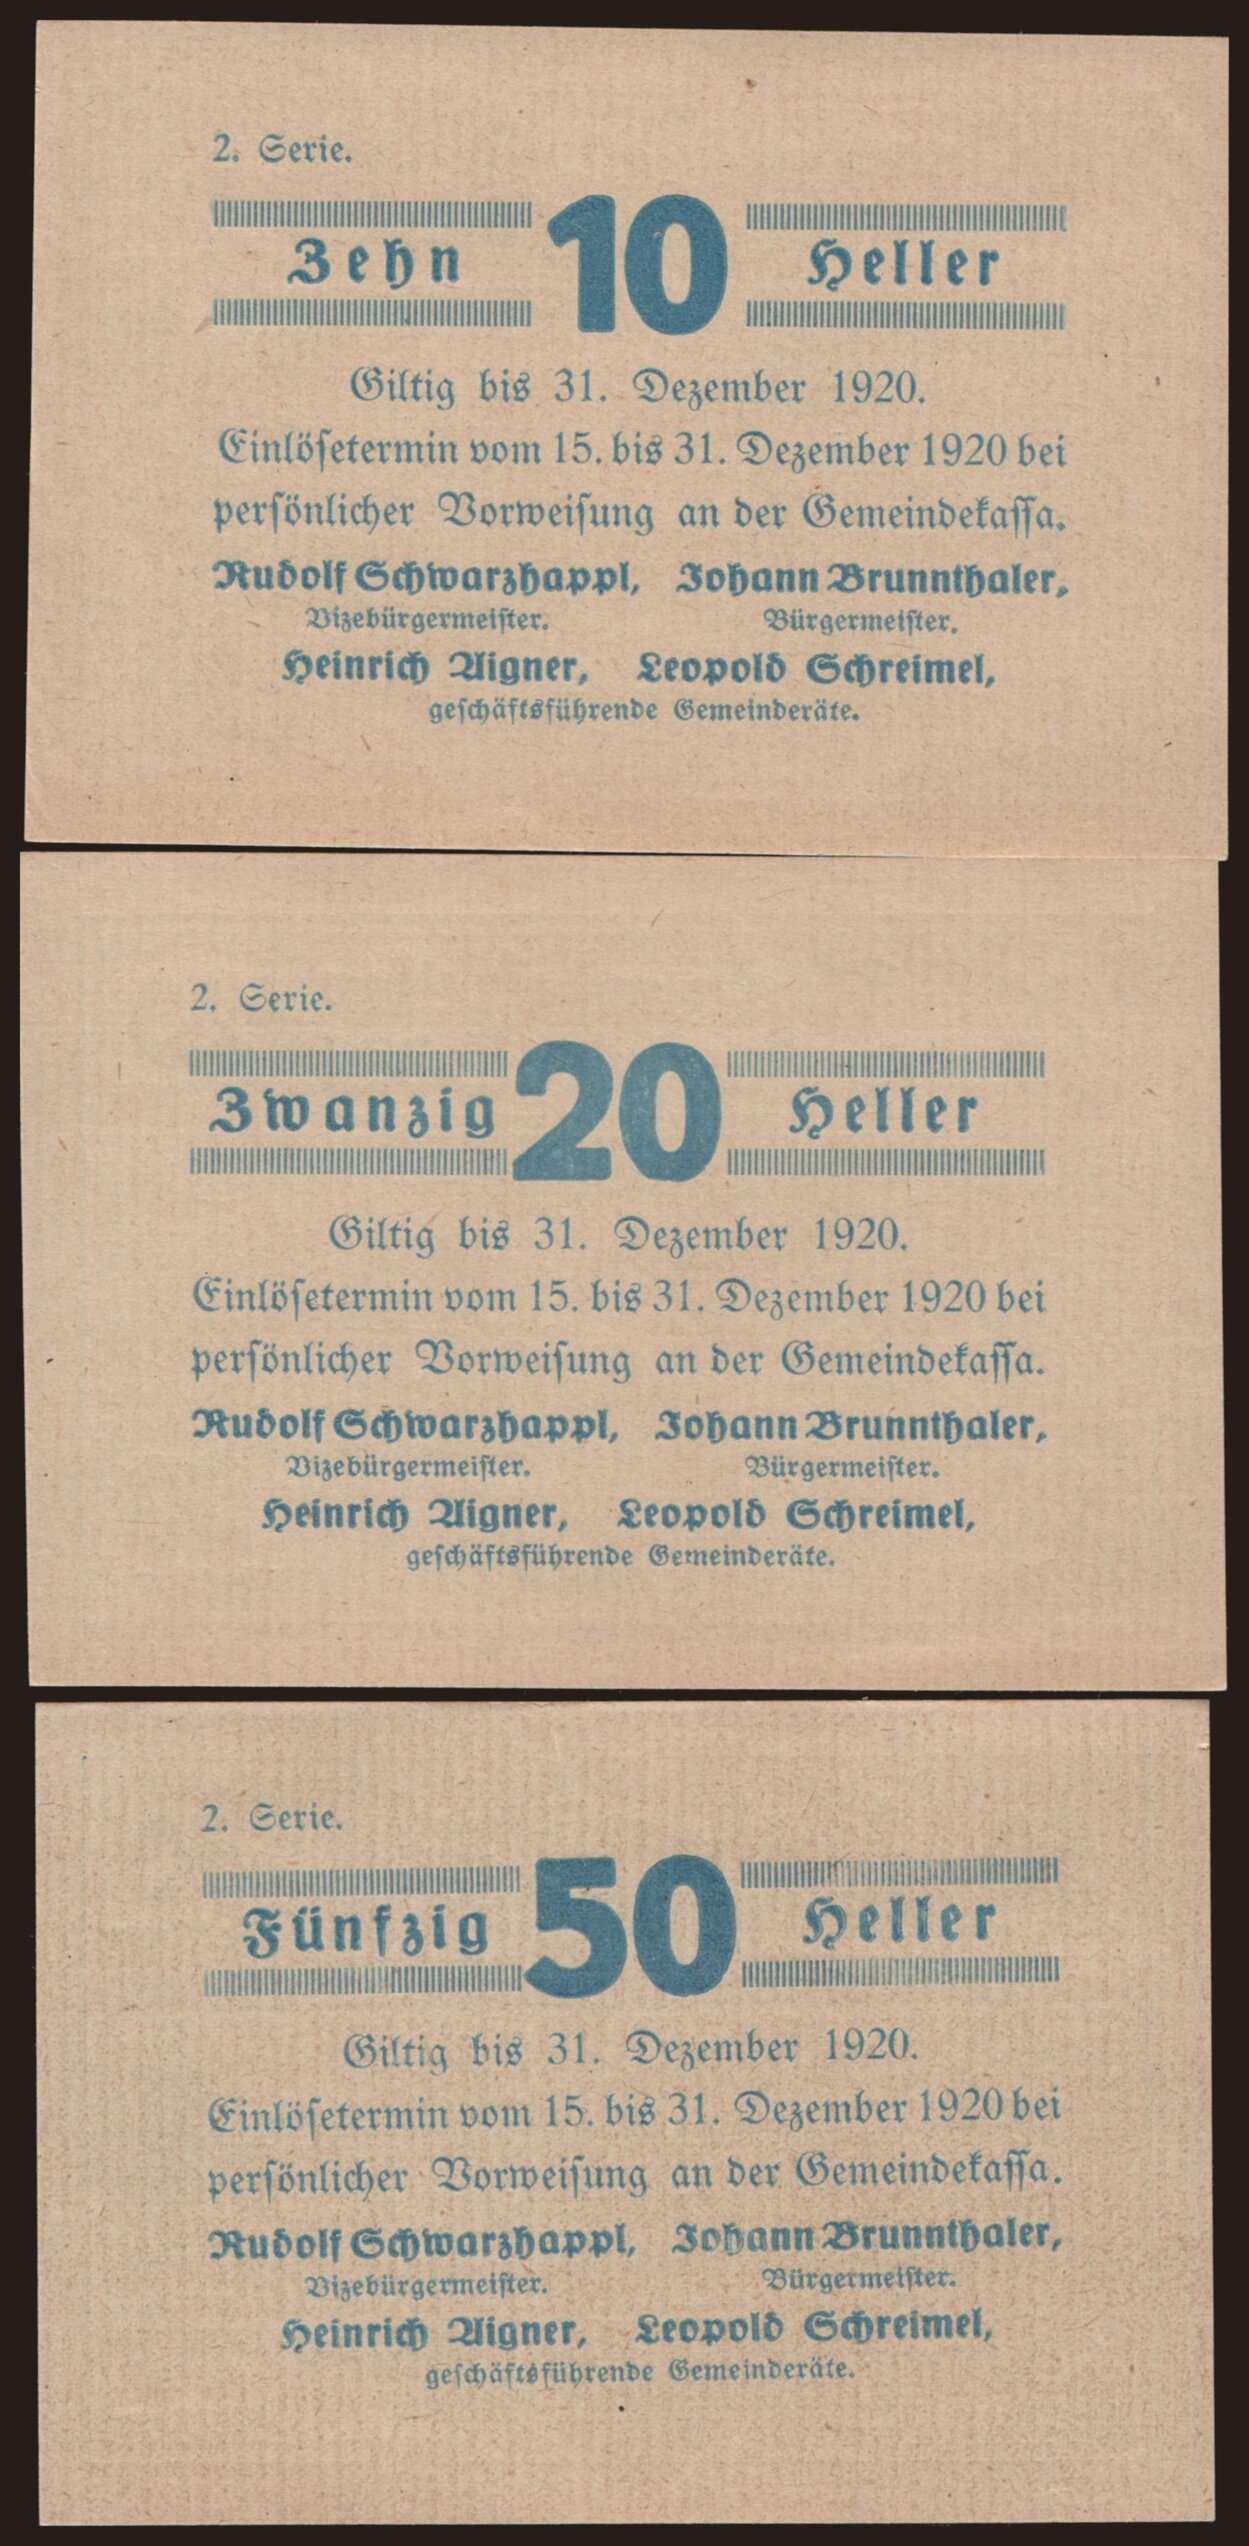 2. Serie.
Zehn 10 Heller
Giltig bis 31. Dezember 1920.
Einlösetermin vom 15. bis 31. Dezember 1920 bei
persönlicher Vorweisung an der Gemeindekassa.
Rudolf Schwarzhappl, Johann Brunnthaler,
Vizebürgermeister. Bürgermeister.
Heinrich Aigner, Leopold Schreimel,
geschäftsführende Gemeinderäte.
2. Serie.
Zwanzig 20 Heller
Giltig bis 31. Dezember 1920.
Einlösetermin vom 15. bis 31. Dezember 1920 bei
persönlicher Vorweisung an der Gemeindekassa.
Rudolf Schwarzhappl, Johann Brunnthaler,
Vizebürgermeister. Bürgermeister.
Heinrich Aigner, Leopold Schreimel,
geschäftsführende Gemeinderäte.
2. Serie.
Fünfzig 50 Heller
Giltig bis 31. Dezember 1920.
Einlösetermin vom 15. bis 31. Dezember 1920 bei
persönlicher Vorweisung an der Gemeindekassa.
Rudolf Schwarzhappl, Johann Brunnthaler,
Vizebürgermeister. Bürgermeister.
Heinrich Aigner, Leopold Schreimel,
geschäftsführende Gemeinderäte.